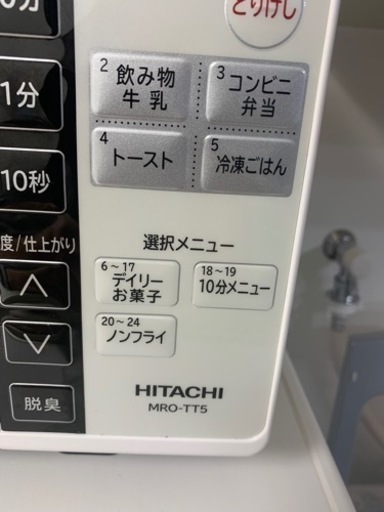 とりけし
0分
1分
10秒
度/仕上がり
脱臭
2
飲み物
牛乳
3
コンビニ
弁当
4
トースト
5
冷凍ごはん
選択メニュー
6～17
デイリー
お菓子
18～19
10分メニュー
20～24
ノンフライ
HITACHI
MRO-TT5